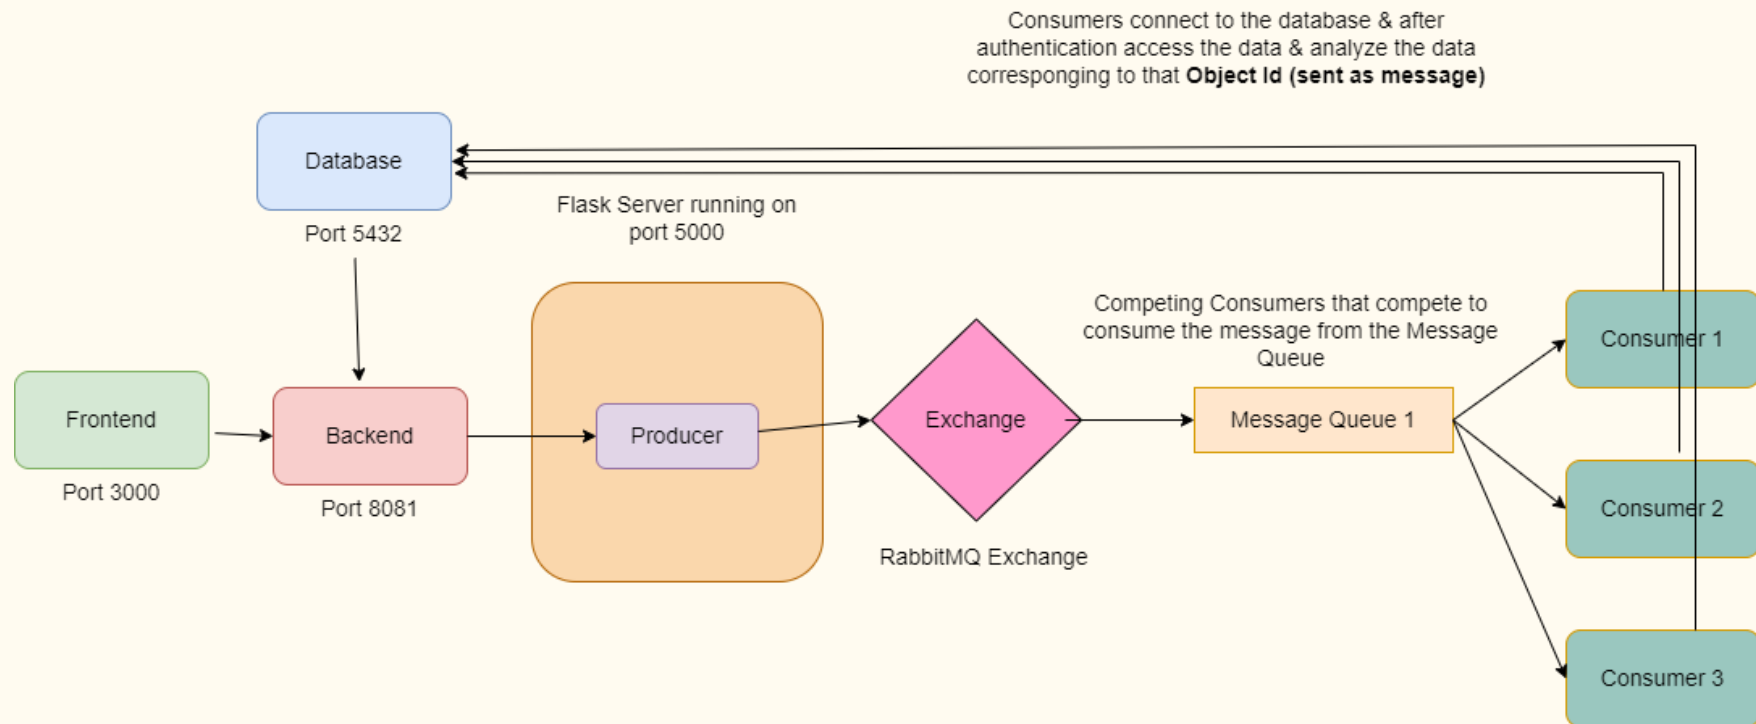 Consumers connect to the database & after
authentication access the data & analyze the data
corresponging to that Object Id (sent as message)
Database
Port 5432
Flask Server running on
port 5000
Frontend
Port 3000
Backend
Port 8081
Producer
Exchange
RabbitMQ Exchange
Competing Consumers that compete to
consume the message from the Message
Queue
Message Queue 1
Consumer 1
Consumer 2
Consumer 3